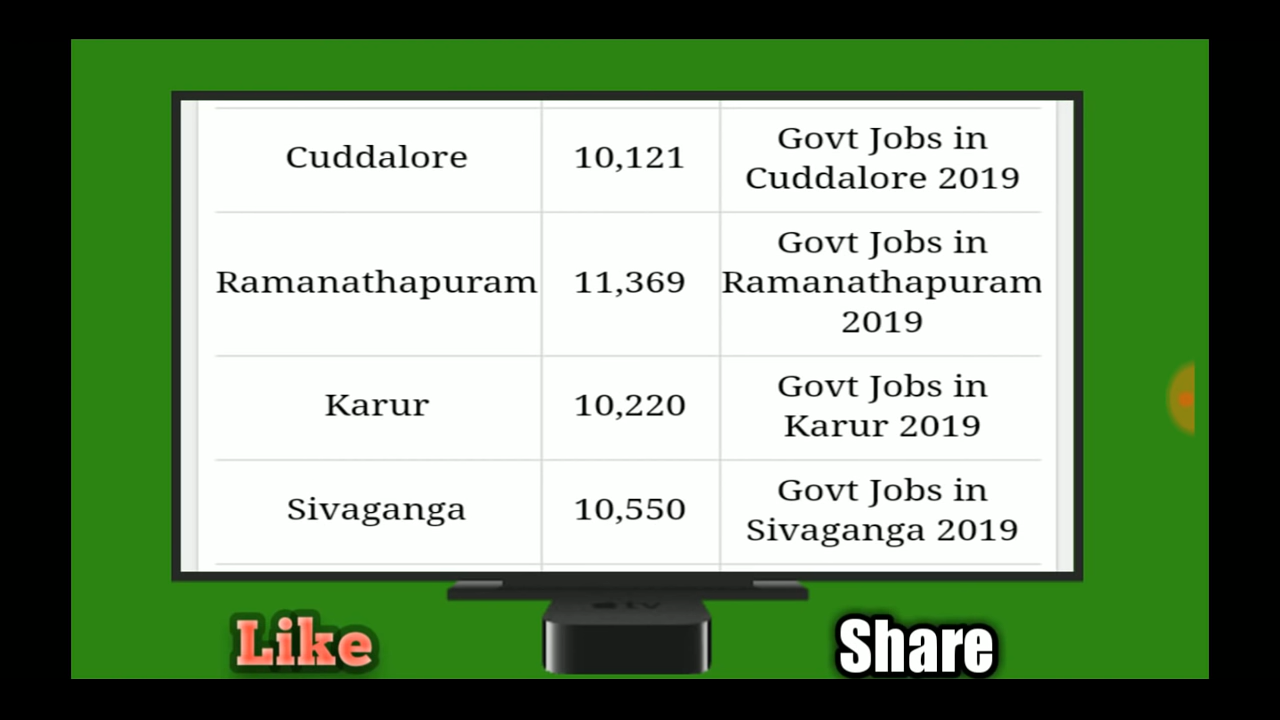 Cuddalore
10,121
Govt Jobs in
Cuddalore 2019
Ramanathapuram
11,369
Govt Jobs in
Ramanathapuram
2019
Karur
10,220
Govt Jobs in
Karur 2019
Sivaganga
10,550
Govt Jobs in
Sivaganga 2019
tv
Like
Share